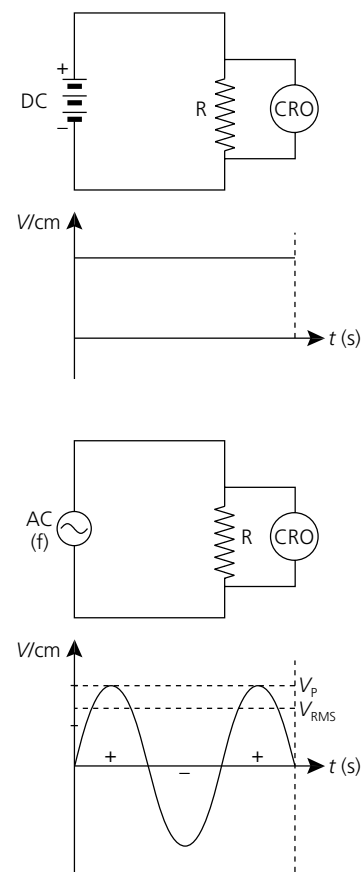 +
DC
R
CRO
−
V/cm
t (s)
AC
(f)
R
CRO
V/cm
V_P
V_RMS
+
−
+
t (s)